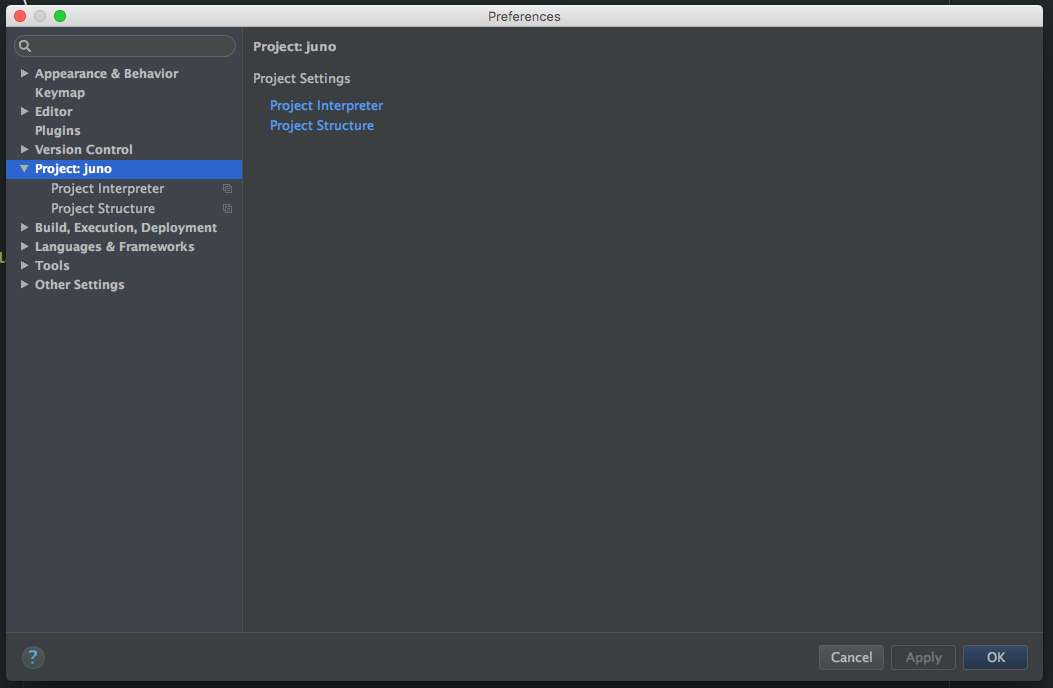 Preferences
Appearance & Behavior
Keymap
Editor
Plugins
Version Control
Project: juno
Project Interpreter
Project Structure
Build, Execution, Deployment
Languages & Frameworks
Tools
Other Settings
Project: juno
Project Settings
Project Interpreter
Project Structure
?
Cancel
Apply
OK